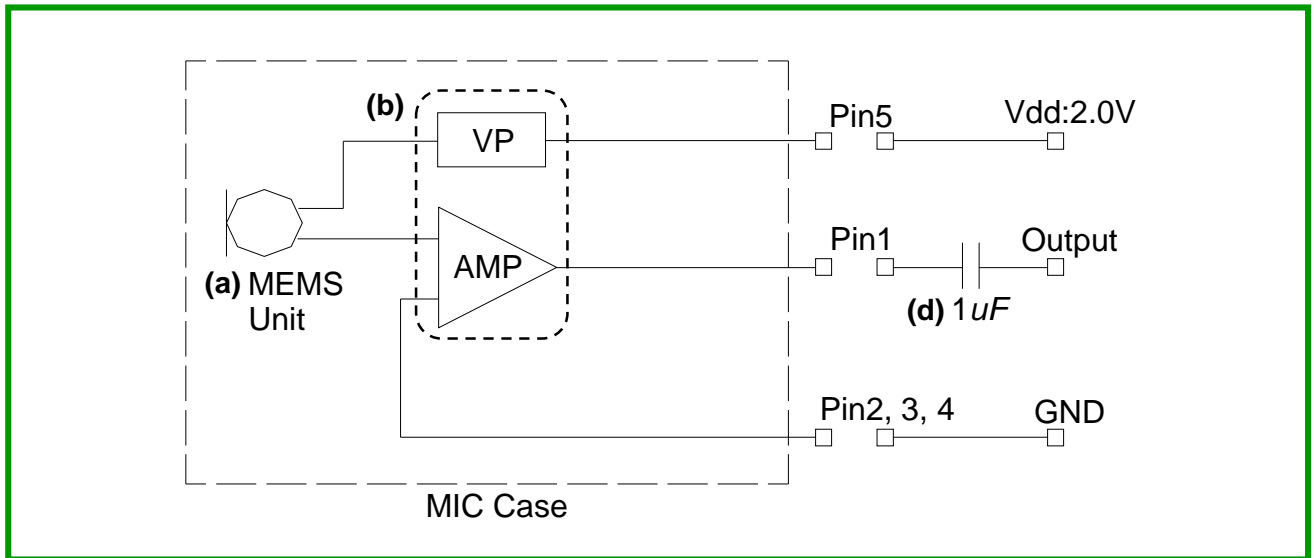 (b)
VP
Pin5
Vdd:2.0V
AMP
Pin1
Output
(a) MEMS
Unit
(d) 1uF
Pin2, 3, 4
GND
MIC Case